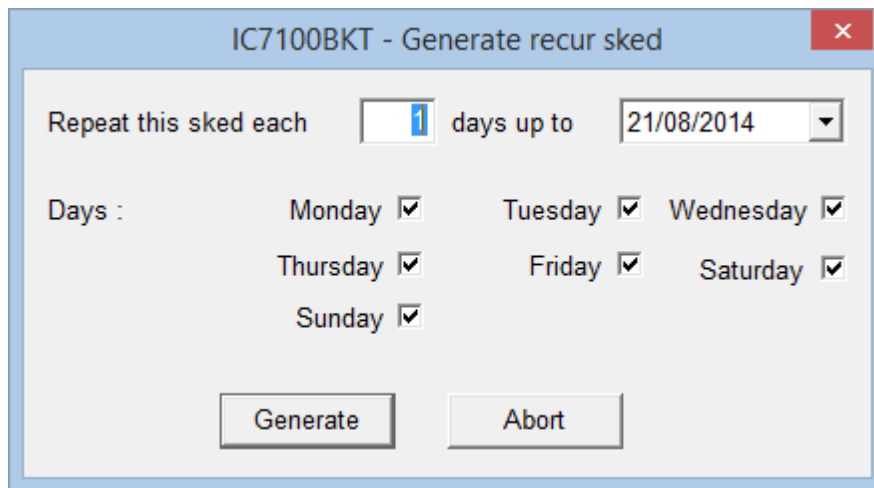 IC7100BKT - Generate recur sked
Repeat this sked each 1 days up to 21/08/2014
Days : Monday Tuesday Wednesday
Thursday Friday Saturday
Sunday
Generate Abort